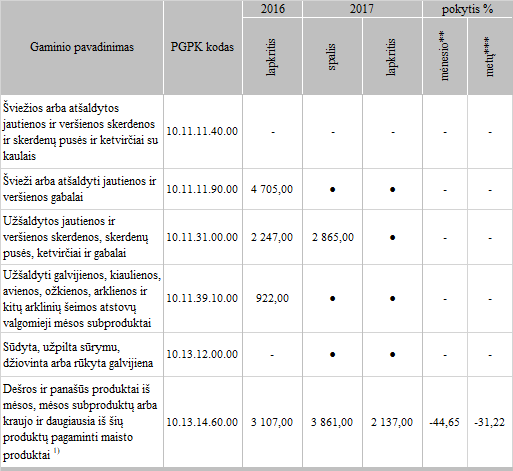 Gaminio pavadinimas PGPK kodas 2016 2017 pokytis %
lapkritis spalis lapkritis mėnesio** metų***
Šviežios arba atšaldytos
jautienos ir veršienos skerdenos
ir skerdenų pusės ir ketvirčiai su
kaulais
10.11.11.40.00 - - - - -
Švieži arba atšaldyti jautienos ir
veršienos gabalai
10.11.11.90.00 4 705,00 ● ● - -
Užšaldytos jautienos ir
veršienos skerdenos, skerdenų
pusės, ketvirčiai ir gabalai
10.11.31.00.00 2 247,00 2 865,00 ● - -
Užšaldyti galvijienos, kiaulienos,
avienos, ožkienos, arklienos ir
kitų arklinių šeimos atstovų
valgomieji mėsos subproduktai
10.11.39.10.00 922,00 ● ● - -
Sūdyta, užpilta sūrymu,
džiovinta arba rūkyta galvijiena
10.13.12.00.00 - ● ● - -
Dešros ir panašūs produktai iš
mėsos, mėsos subproduktų arba
kraujo ir daugiausia iš šių
produktų pagaminti maisto
produktai 1)
10.13.14.60.00 3 107,00 3 861,00 2 137,00 -44,65 -31,22